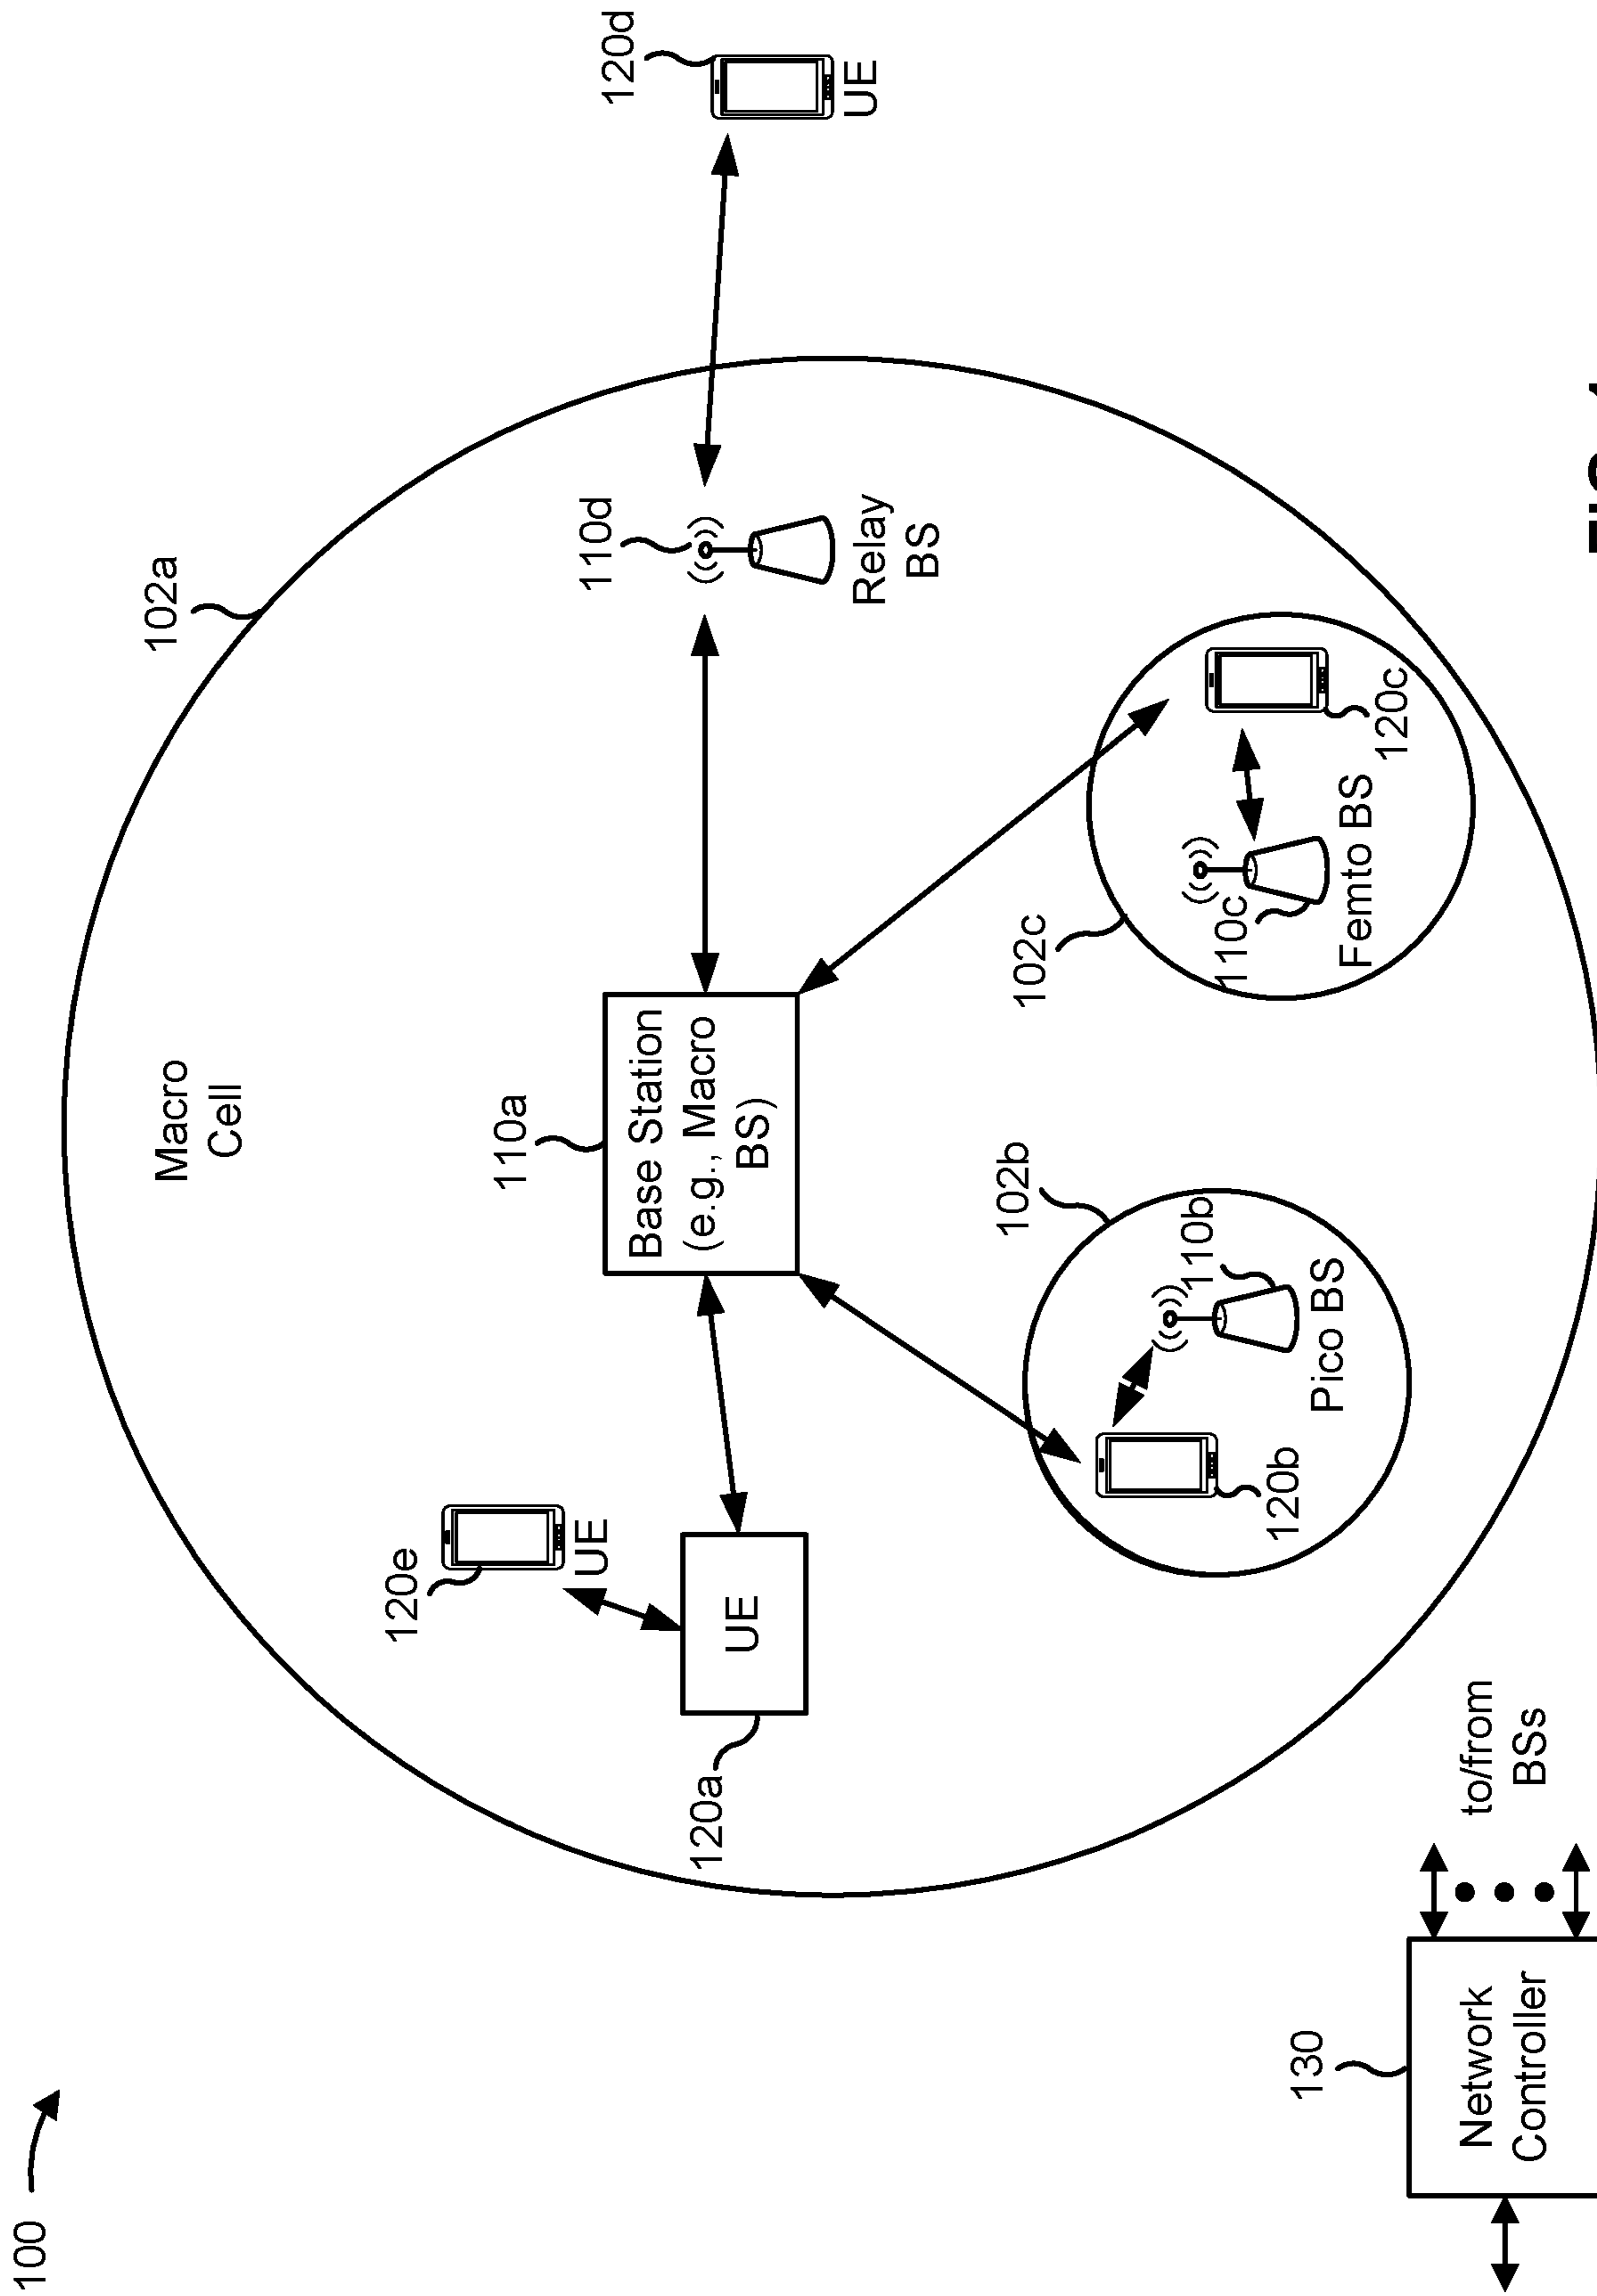 100
Macro
Cell
102a
120e
UE
110a
Base Station
(e.g., Macro
BS)
110d
Relay
BS
120d
UE
120a
UE
102b
110b
Pico BS
120b
102c
110c
Femto BS
120c
130
Network
Controller
to/from
BSs